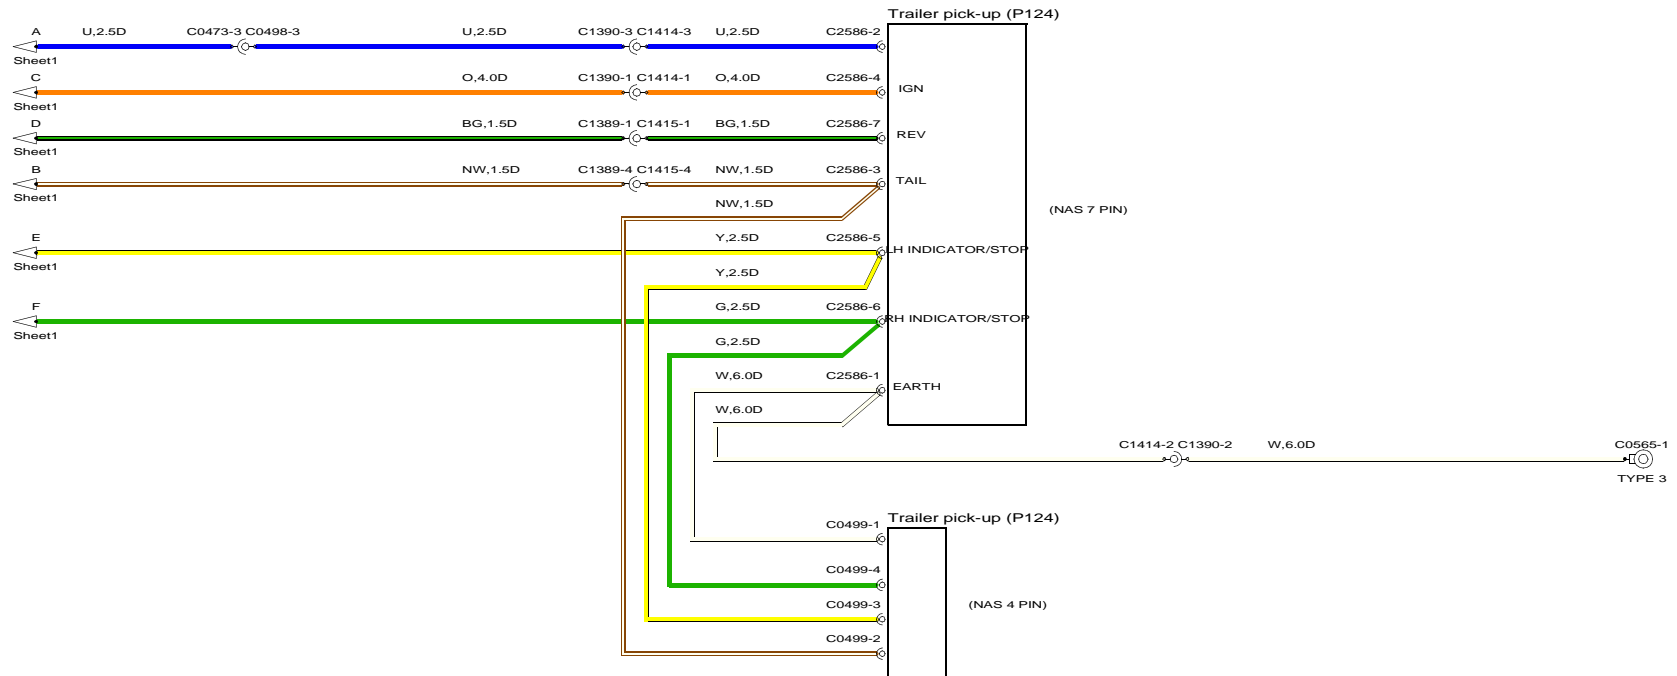 Trailer pick-up (P124)
A U,2.5D C0473-3 C0498-3 U,2.5D C1390-3 C1414-3 U,2.5D C2586-2
Sheet1
C O,4.0D C1390-1 C1414-1 O,4.0D C2586-4
IGN
Sheet1
D BG,1.5D C1389-1 C1415-1 BG,1.5D C2586-7
REV
Sheet1
B NW,1.5D C1389-4 C1415-4 NW,1.5D C2586-3
TAIL
Sheet1
NW,1.5D
(NAS 7 PIN)
E Y,2.5D C2586-5
LH INDICATOR/STOP
Sheet1
Y,2.5D
F G,2.5D C2586-6
RH INDICATOR/STOP
Sheet1
G,2.5D
W,6.0D C2586-1
EARTH
W,6.0D
C1414-2 C1390-2 W,6.0D C0565-1
TYPE 3
Trailer pick-up (P124)
C0499-1
C0499-4
C0499-3
(NAS 4 PIN)
C0499-2